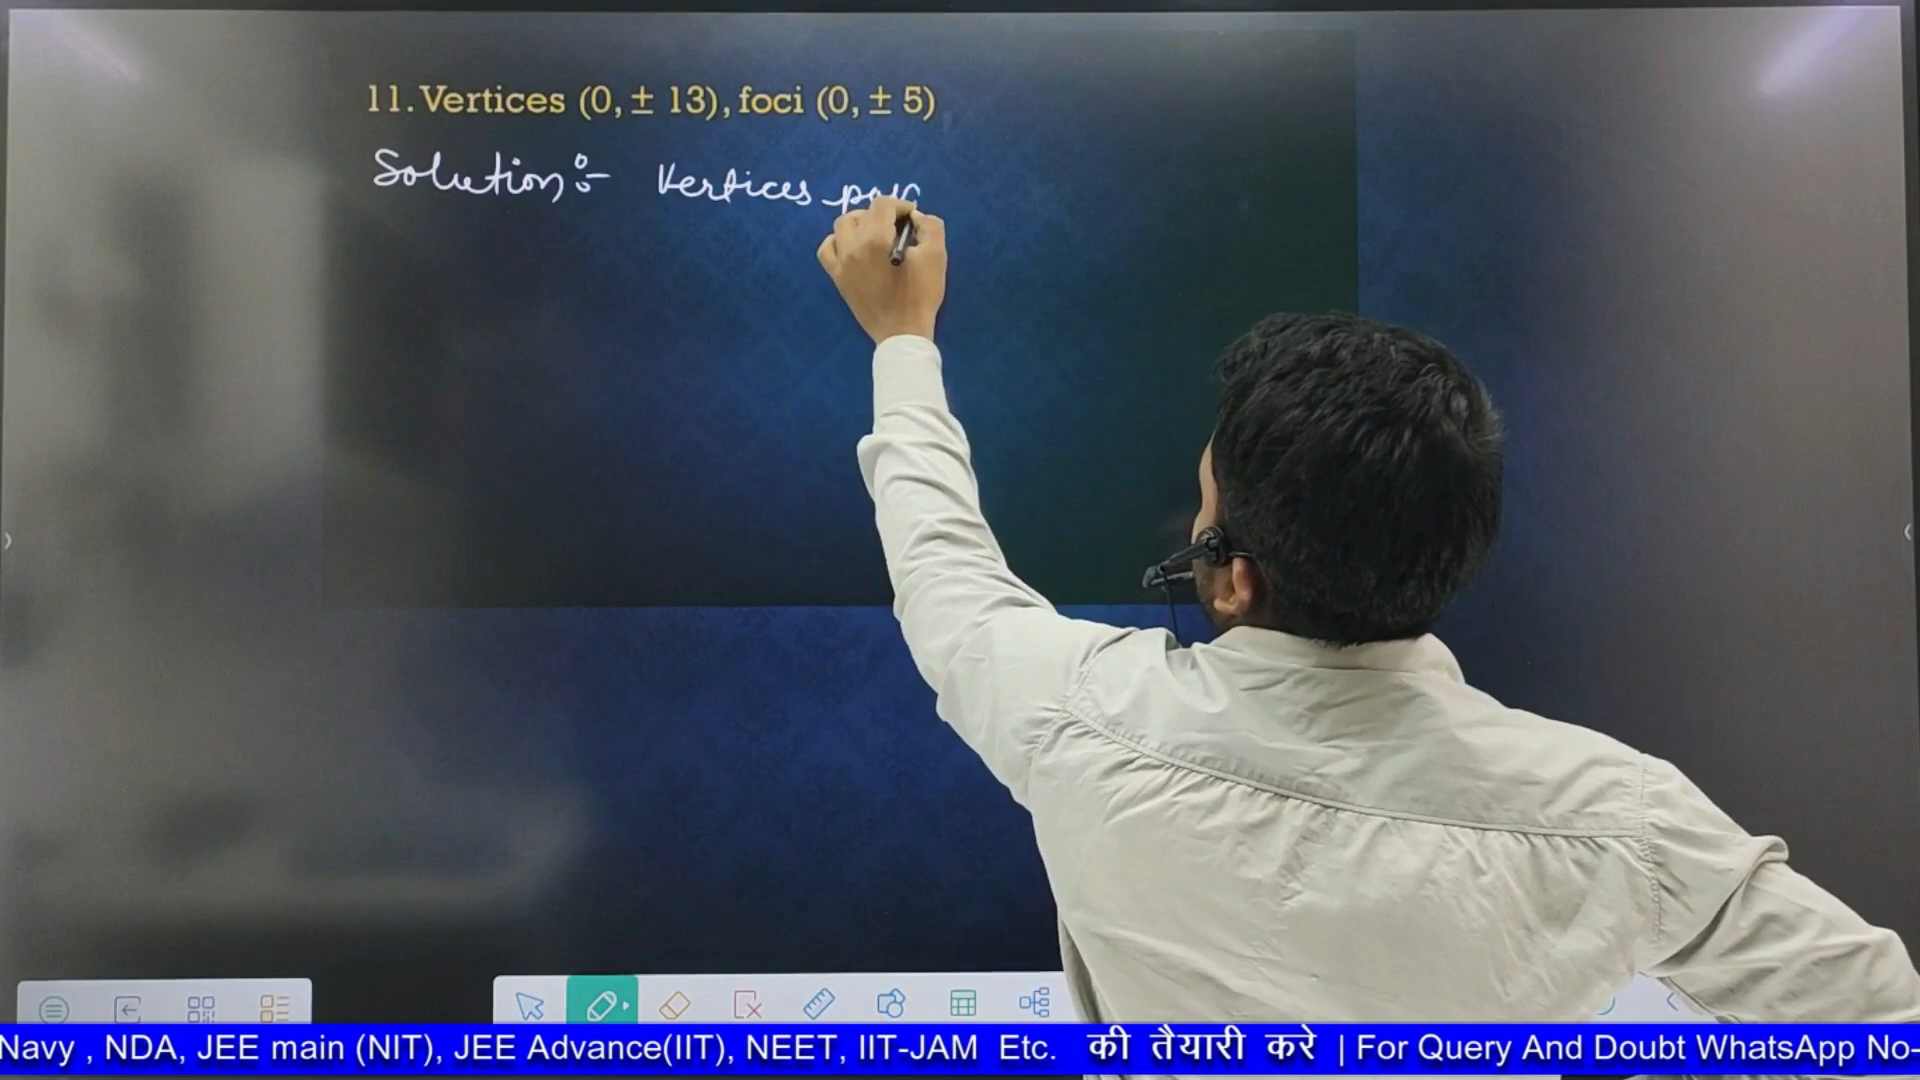 11. Vertices (0, ± 13), foci (0, ± 5)
Solution:- Vertices
Navy , NDA, JEE main (NIT), JEE Advance(IIT), NEET, IIT-JAM Etc. की तैयारी करे | For Query And Doubt WhatsApp No-